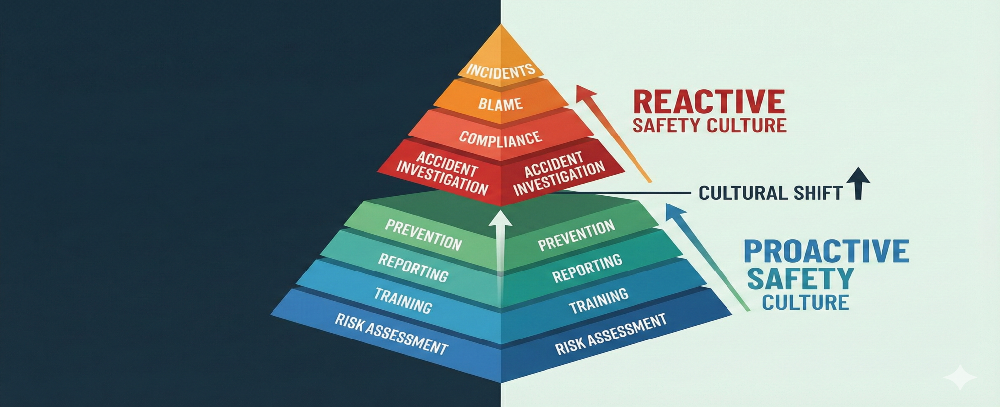 INCIDENTS
BLAME
COMPLIANCE
ACCIDENT
INVESTIGATION
ACCIDENT
INVESTIGATION
REACTIVE
SAFETY CULTURE
CULTURAL SHIFT
PREVENTION
PREVENTION
REPORTING
REPORTING
TRAINING
TRAINING
RISK ASSESSMENT
RISK ASSESSMENT
PROACTIVE
SAFETY
CULTURE